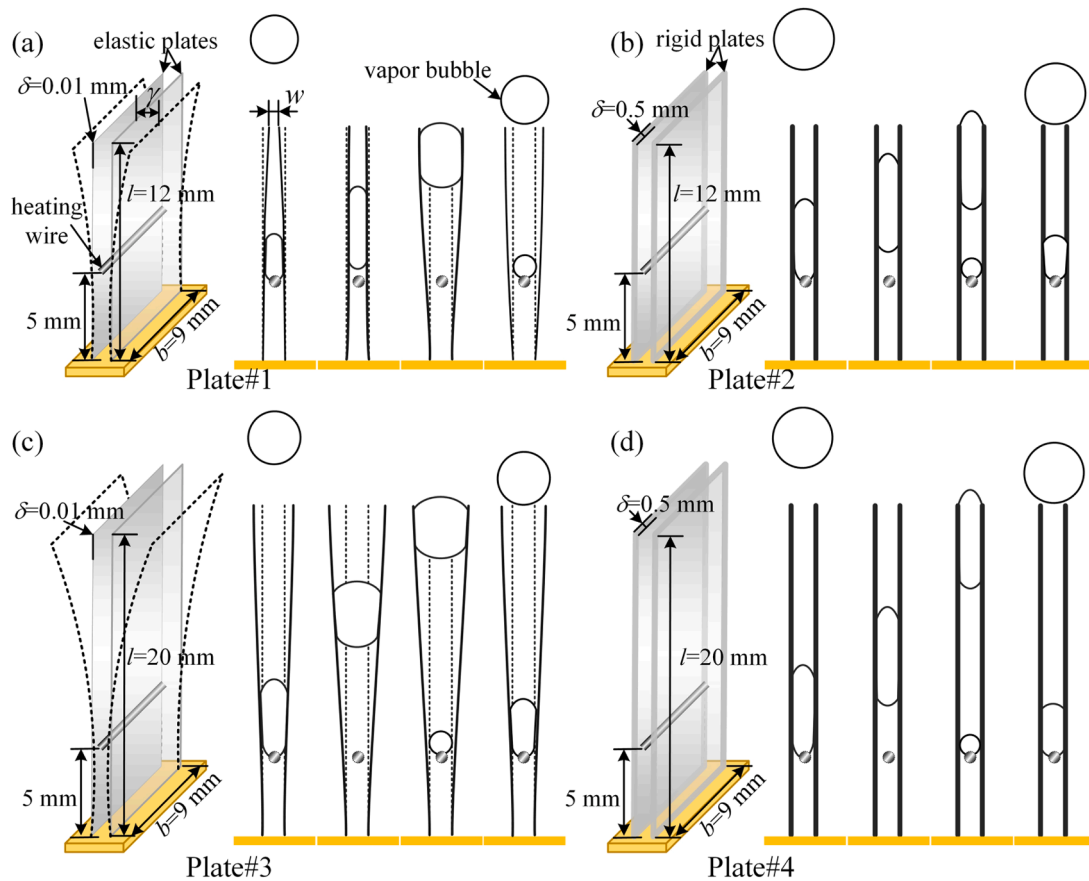 (a)
elastic plates
δ=0.01 mm
γ
w
vapor bubble
l=12 mm
heating
wire
5 mm
b=9 mm
Plate#1
(b)
rigid plates
δ=0.5 mm
l=12 mm
5 mm
b=9 mm
Plate#2
(c)
δ=0.01 mm
l=20 mm
5 mm
b=9 mm
Plate#3
(d)
δ=0.5 mm
l=20 mm
5 mm
b=9 mm
Plate#4